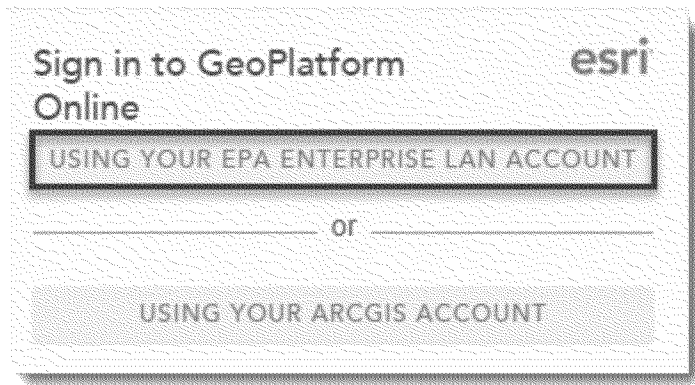 Sign in to GeoPlatform
esri
Online
USING YOUR EPA ENTERPRISE LAN ACCOUNT
or
USING YOUR ARCGIS ACCOUNT